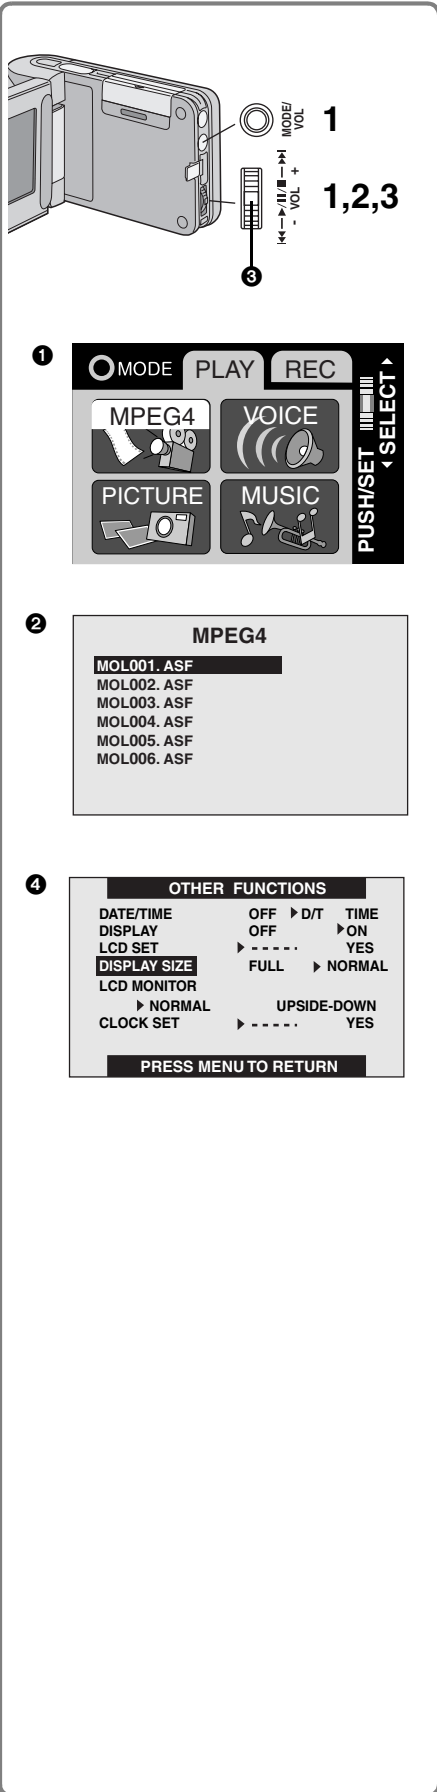 MODE/
VOL
1
- VOL +
1,2,3
❸
❶
MODE PLAY REC
MPEG4 VOICE
PICTURE MUSIC
PUSH/SET
SELECT
❷
MPEG4
MOL001. ASF
MOL002. ASF
MOL003. ASF
MOL004. ASF
MOL005. ASF
MOL006. ASF
❹
OTHER FUNCTIONS
DATE/TIME OFF D/T TIME
DISPLAY OFF ON
LCD SET - - - - - YES
DISPLAY SIZE FULL NORMAL
LCD MONITOR
NORMAL UPSIDE-DOWN
CLOCK SET - - - - - YES
PRESS MENU TO RETURN